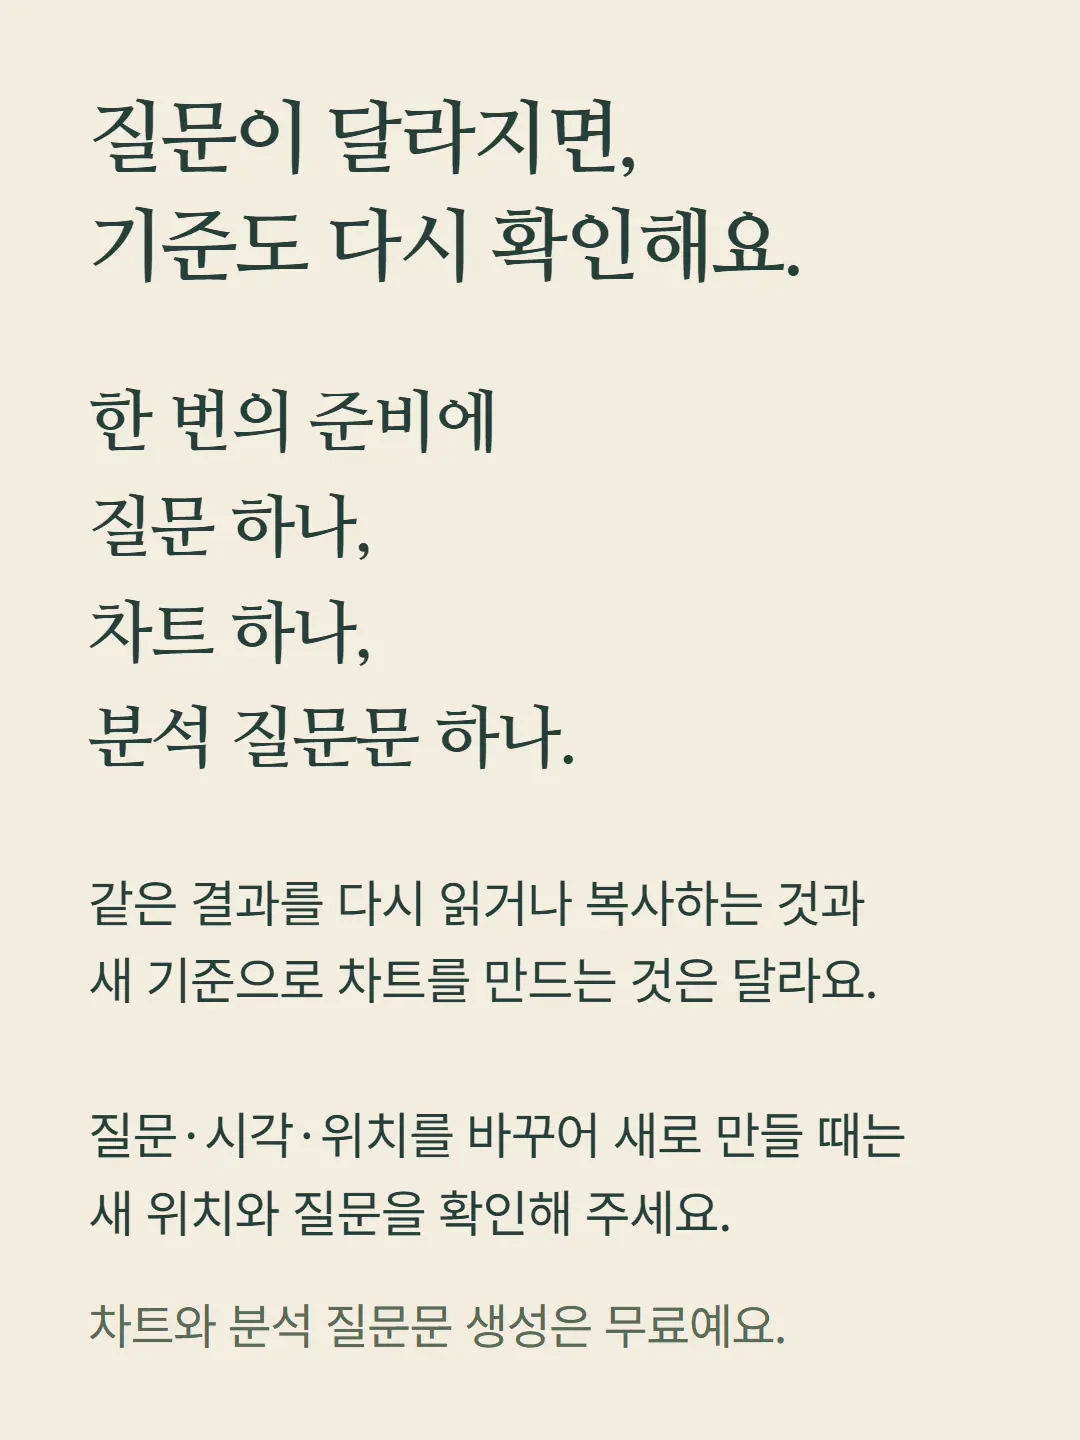 질문이 달라지면,
기준도 다시 확인해요.
한 번의 준비에
질문 하나,
차트 하나,
분석 질문문 하나.
같은 결과를 다시 읽거나 복사하는 것과
새 기준으로 차트를 만드는 것은 달라요.
질문·시각·위치를 바꾸어 새로 만들 때는
새 위치와 질문을 확인해 주세요.
차트와 분석 질문문 생성은 무료예요.